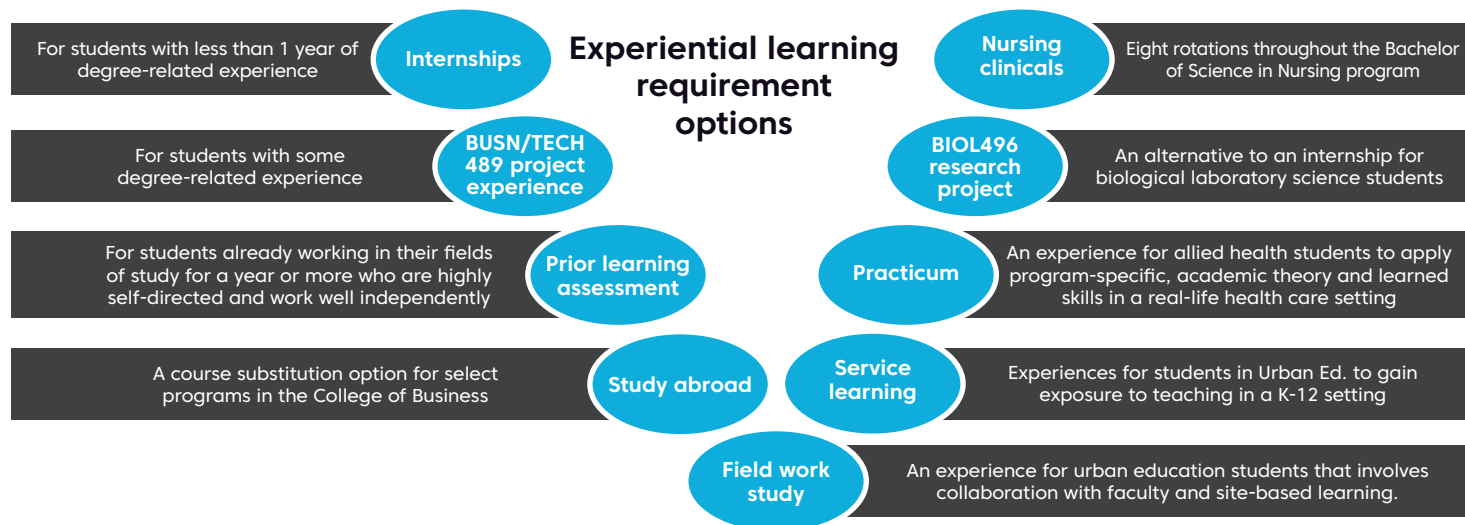 Experiential learning
requirement
options
Internships
For students with less than 1 year of
degree-related experience
BUSN/TECH
489 project
experience
For students with some
degree-related experience
Prior learning
assessment
For students already working in their fields
of study for a year or more who are highly
self-directed and work well independently
Study abroad
A course substitution option for select
programs in the College of Business
Nursing
clinicals
Eight rotations throughout the Bachelor
of Science in Nursing program
BIOL496
research
project
An alternative to an internship for
biological laboratory science students
Practicum
An experience for allied health students to apply
program-specific, academic theory and learned
skills in a real-life health care setting
Service
learning
Experiences for students in Urban Ed. to gain
exposure to teaching in a K-12 setting
Field work
study
An experience for urban education students that involves
collaboration with faculty and site-based learning.